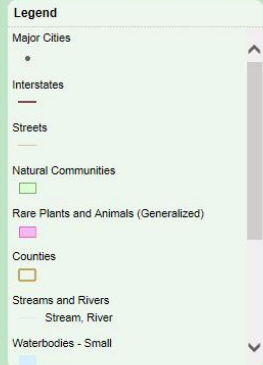 Legend
Major Cities
Interstates
Streets
Natural Communities
Rare Plants and Animals (Generalized)
Counties
Streams and Rivers
Stream, River
Waterbodies - Small